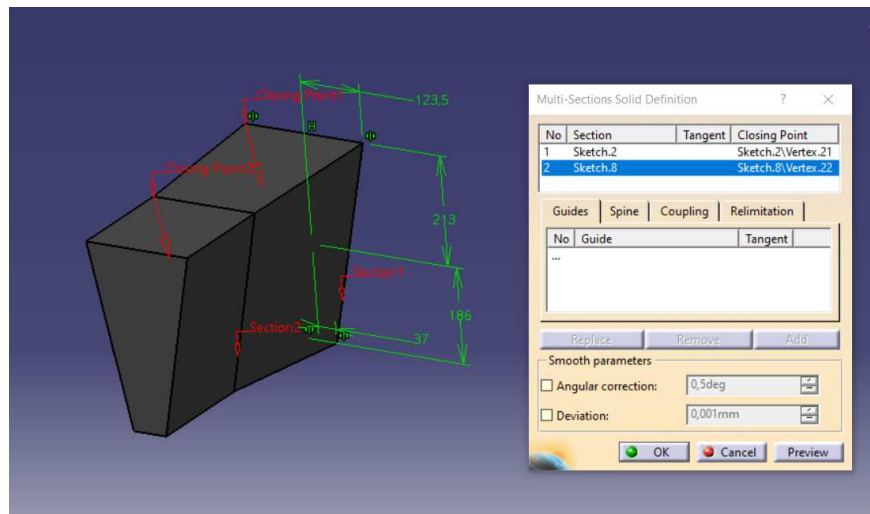 Closing Point1
123,5
H
Closing Point2
213
Section1
186
Section2
37
Multi-Sections Solid Definition ? ×
No Section Tangent Closing Point
1 Sketch.2 Sketch.2\Vertex.21
2 Sketch.8 Sketch.8\Vertex.22
Guides Spine Coupling Relimitation
No Guide Tangent
...
Replace Remove Add
Smooth parameters
Angular correction: 0,5deg
Deviation: 0,001mm
OK Cancel Preview